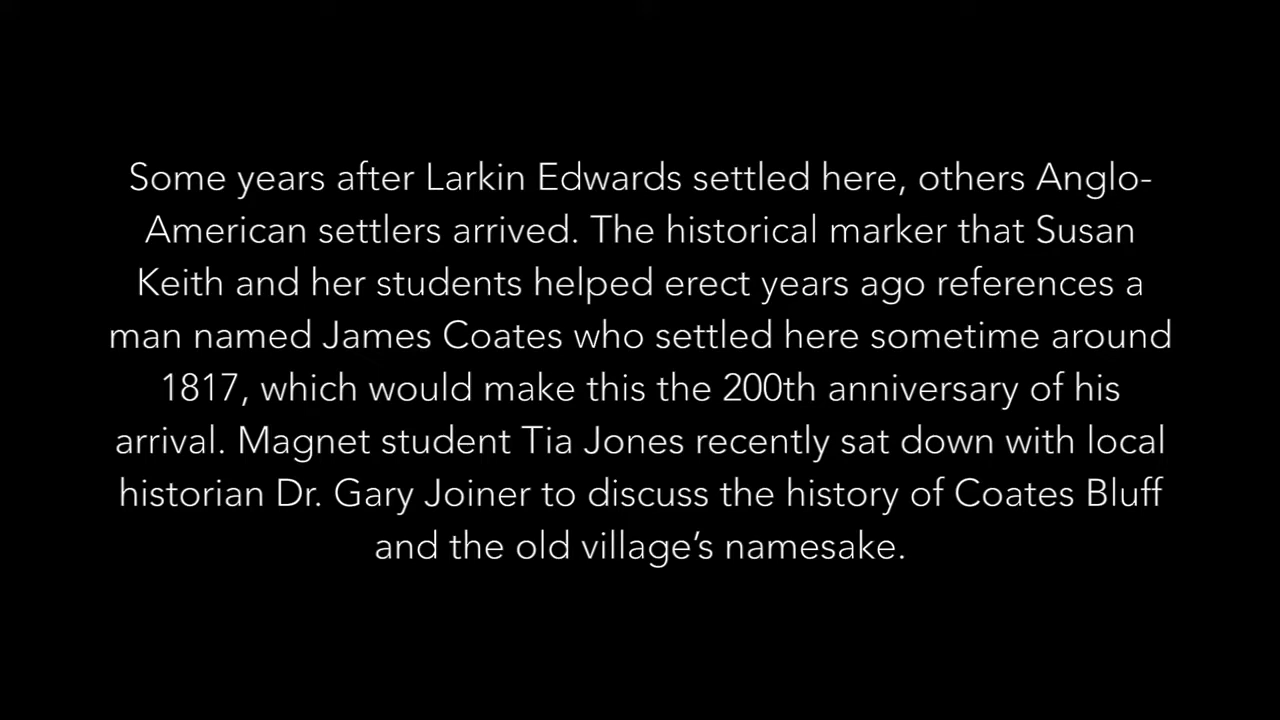 Some years after Larkin Edwards settled here, others Anglo-
American settlers arrived. The historical marker that Susan
Keith and her students helped erect years ago references a
man named James Coates who settled here sometime around
1817, which would make this the 200th anniversary of his
arrival. Magnet student Tia Jones recently sat down with local
historian Dr. Gary Joiner to discuss the history of Coates Bluff
and the old village’s namesake.